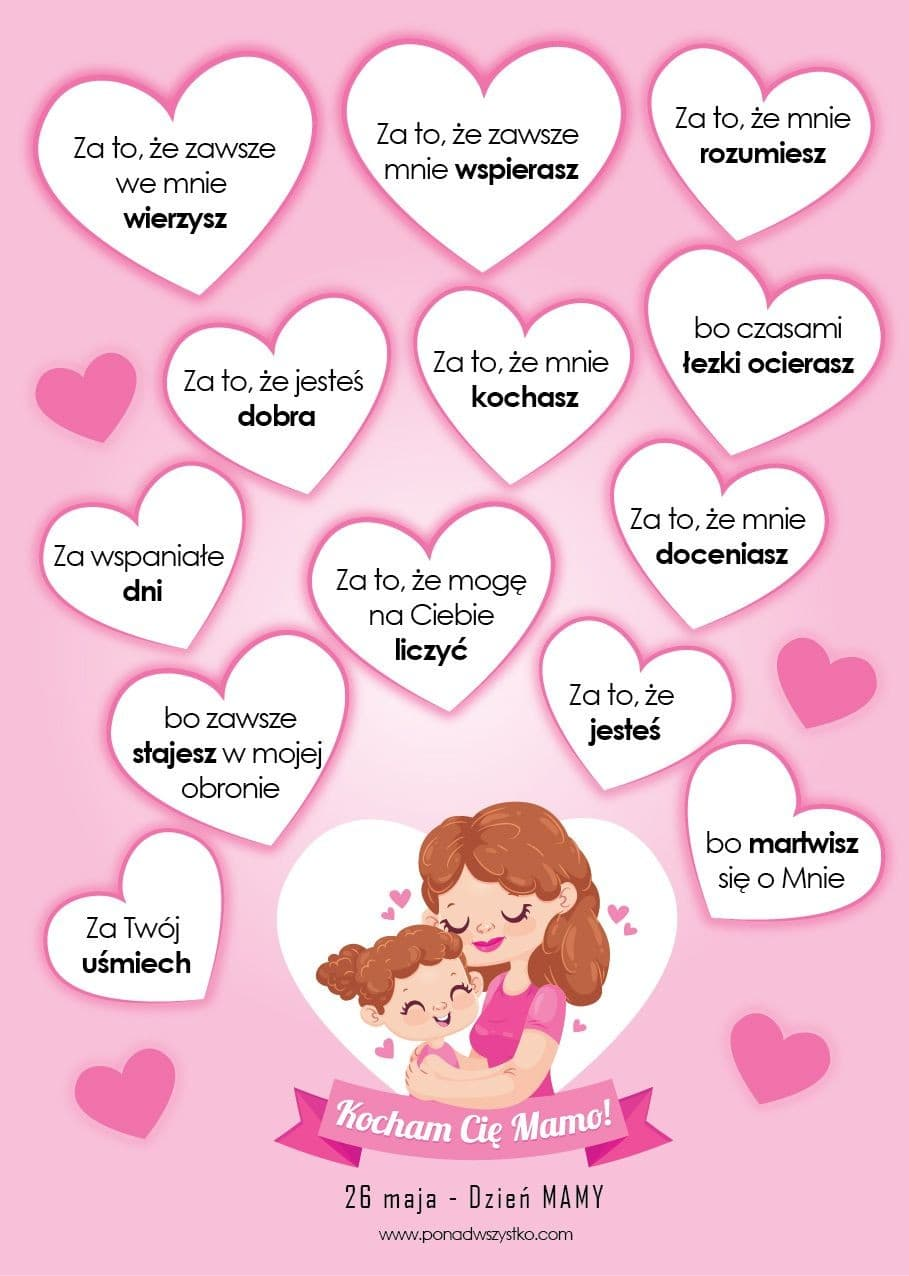 Za to, że zawsze
we mnie
wierzysz
Za to, że zawsze
mnie wspierasz
Za to, że mnie
rozumiesz
Za to, że jesteś
dobra
Za to, że mnie
kochasz
bo czasami
łezki ocierasz
Za wspaniałe
dni
Za to, że mogę
na Ciebie
liczyć
Za to, że mnie
doceniasz
bo zawsze
stajesz w mojej
obronie
Za to, że
jesteś
bo martwisz
się o Mnie
Za Twój
uśmiech
Kocham Cię Mamo!
26 maja - Dzień MAMY
www.ponadwszystko.com